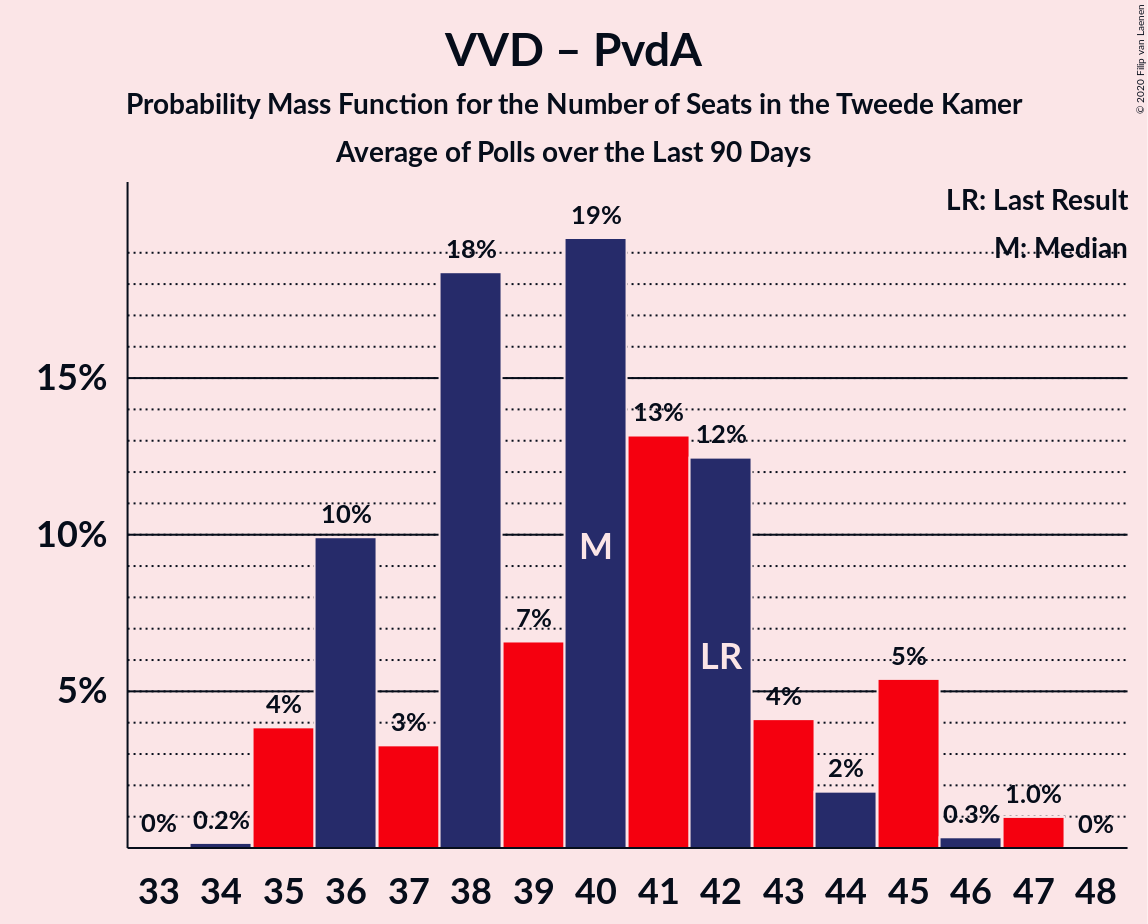 VVD – PvdA
Probability Mass Function for the Number of Seats in the Tweede Kamer
Average of Polls over the Last 90 Days
© 2020 Filip van Laenen
LR: Last Result
M: Median
15%
10%
5%
0%
0.2%
4%
10%
3%
18%
7%
19%
13%
12%
4%
2%
5%
0.3%
1.0%
0%
M
LR
33 34 35 36 37 38 39 40 41 42 43 44 45 46 47 48